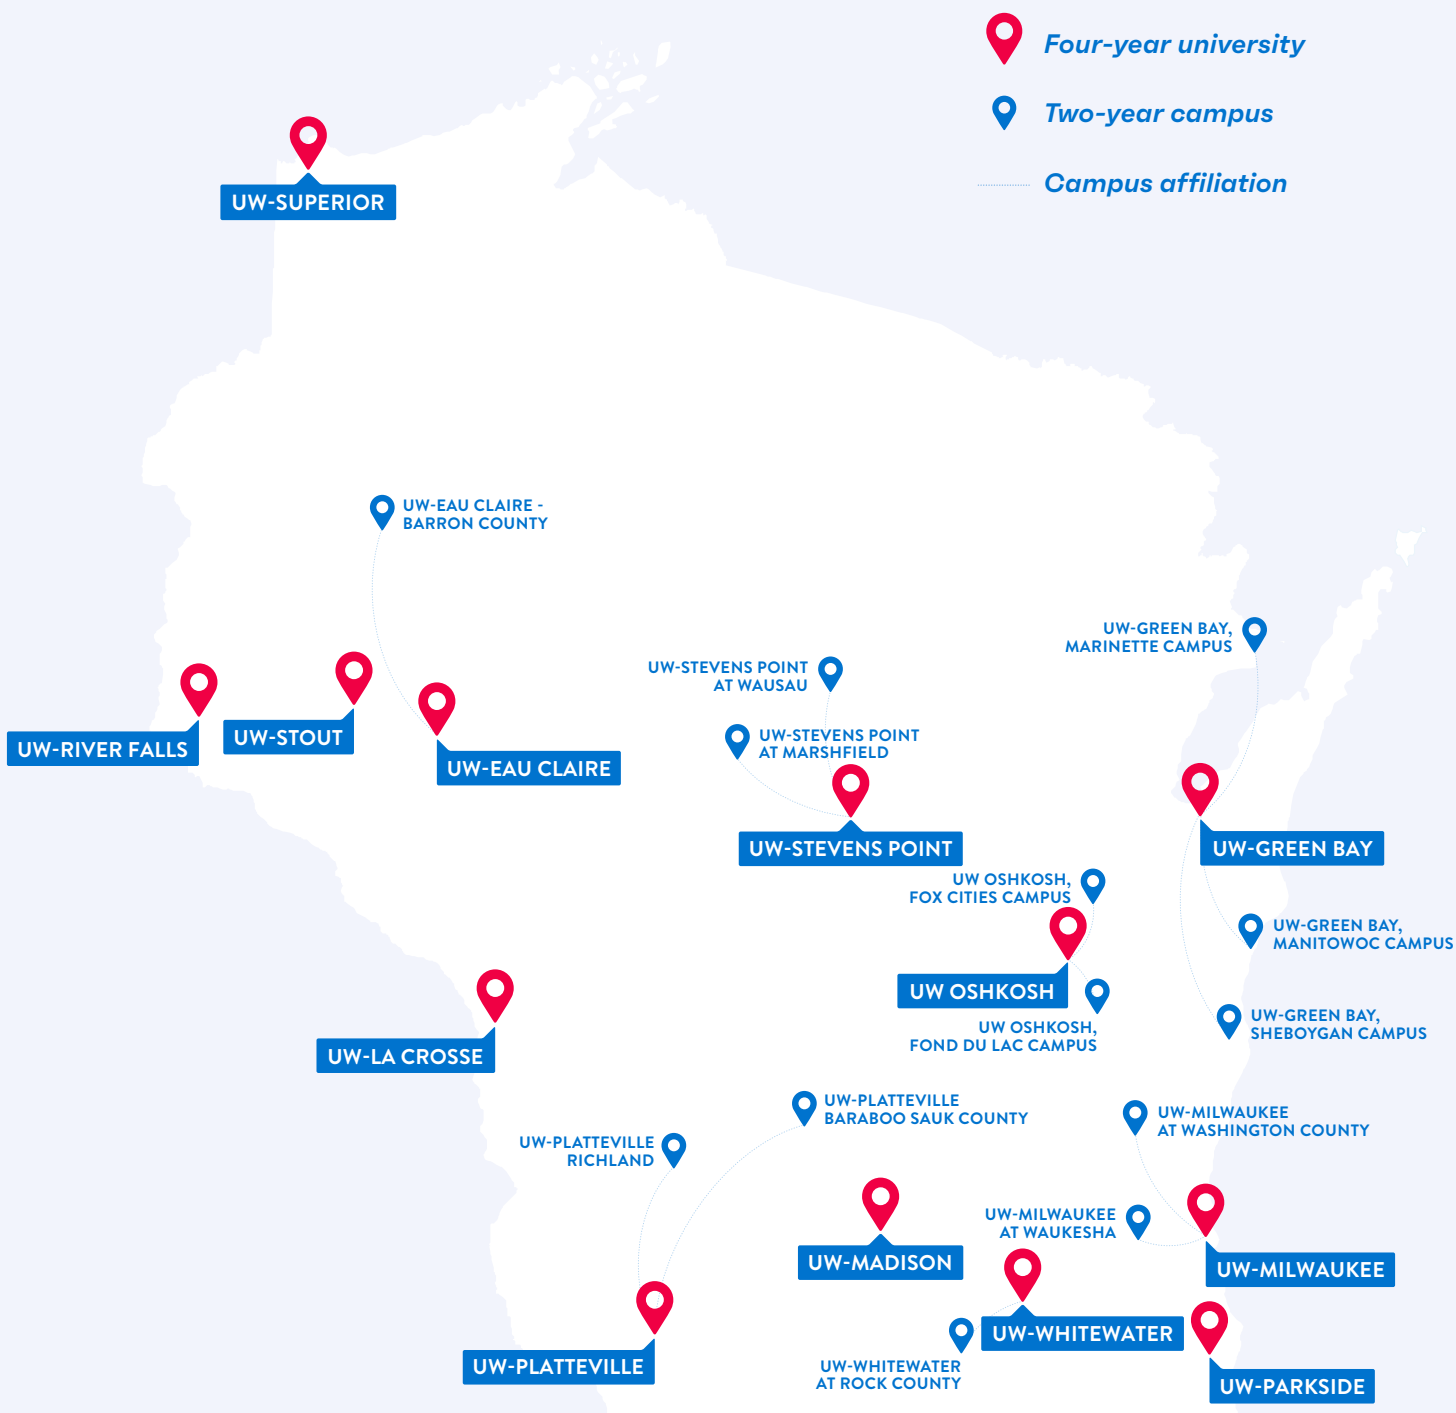 Four-year university
Two-year campus
Campus affiliation
UW-SUPERIOR
UW-EAU CLAIRE -
BARRON COUNTY
UW-GREEN BAY,
MARINETTE CAMPUS
UW-STEVENS POINT
AT WAUSAU
UW-STEVENS POINT
AT MARSHFIELD
UW-RIVER FALLS
UW-STOUT
UW-EAU CLAIRE
UW-STEVENS POINT
UW-GREEN BAY
UW OSHKOSH,
FOX CITIES CAMPUS
UW-GREEN BAY,
MANITOWOC CAMPUS
UW OSHKOSH
UW-GREEN BAY,
SHEBOYGAN CAMPUS
UW OSHKOSH,
FOND DU LAC CAMPUS
UW-LA CROSSE
UW-PLATTEVILLE
BARABOO SAUK COUNTY
UW-MILWAUKEE
AT WASHINGTON COUNTY
UW-PLATTEVILLE
RICHLAND
UW-MILWAUKEE
AT WAUKESHA
UW-MADISON
UW-MILWAUKEE
UW-WHITEWATER
UW-PLATTEVILLE
UW-WHITEWATER
AT ROCK COUNTY
UW-PARKSIDE